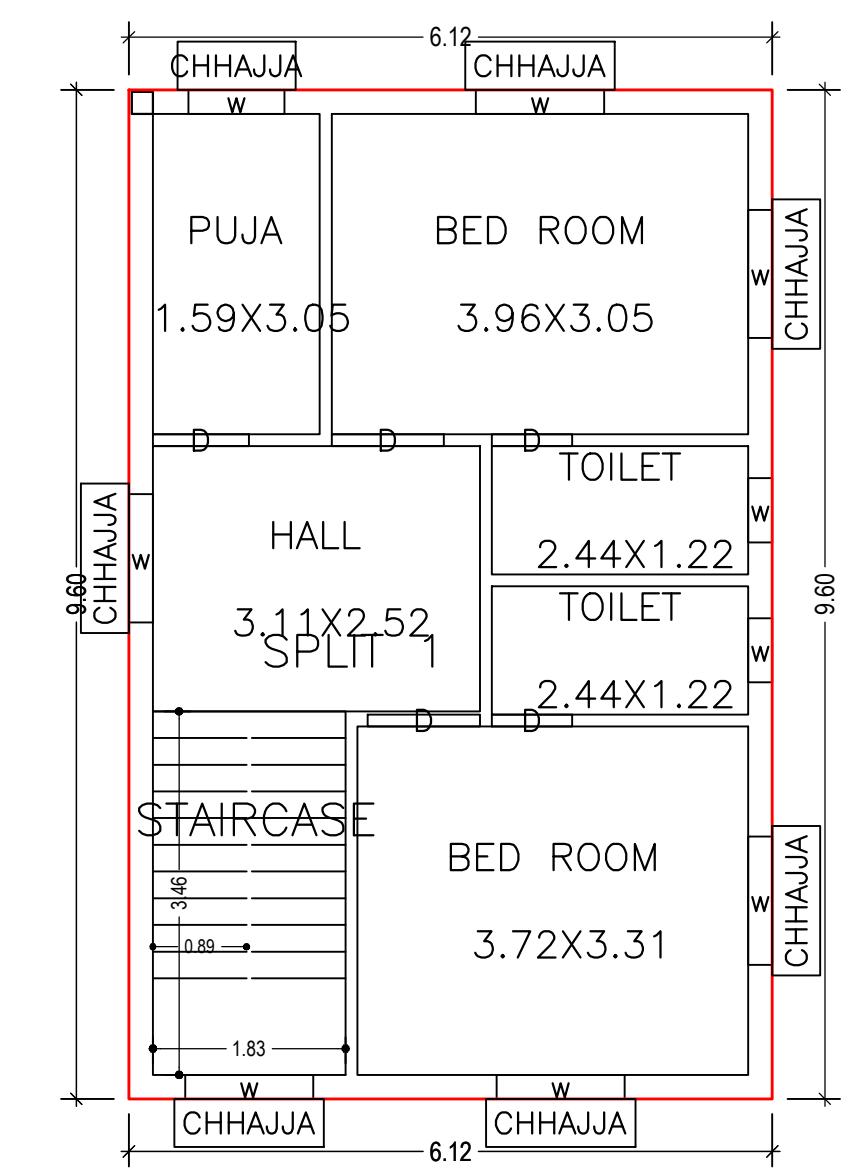 6.12
CHHAJJA
CHHAJJA
W
W
PUJA
BED ROOM
CHHAJJA
W
1.59X3.05
3.96X3.05
D
D
D
TOILET
HALL
CHHAJJA
W
W
2.44X1.22
9.60
9.60
TOILET
3.11X2.52
SPLIT 1
W
2.44X1.22
D
D
STAIRCASE
BED ROOM
3.46
CHHAJJA
W
0.89
3.72X3.31
1.83
W
W
CHHAJJA
CHHAJJA
6.12